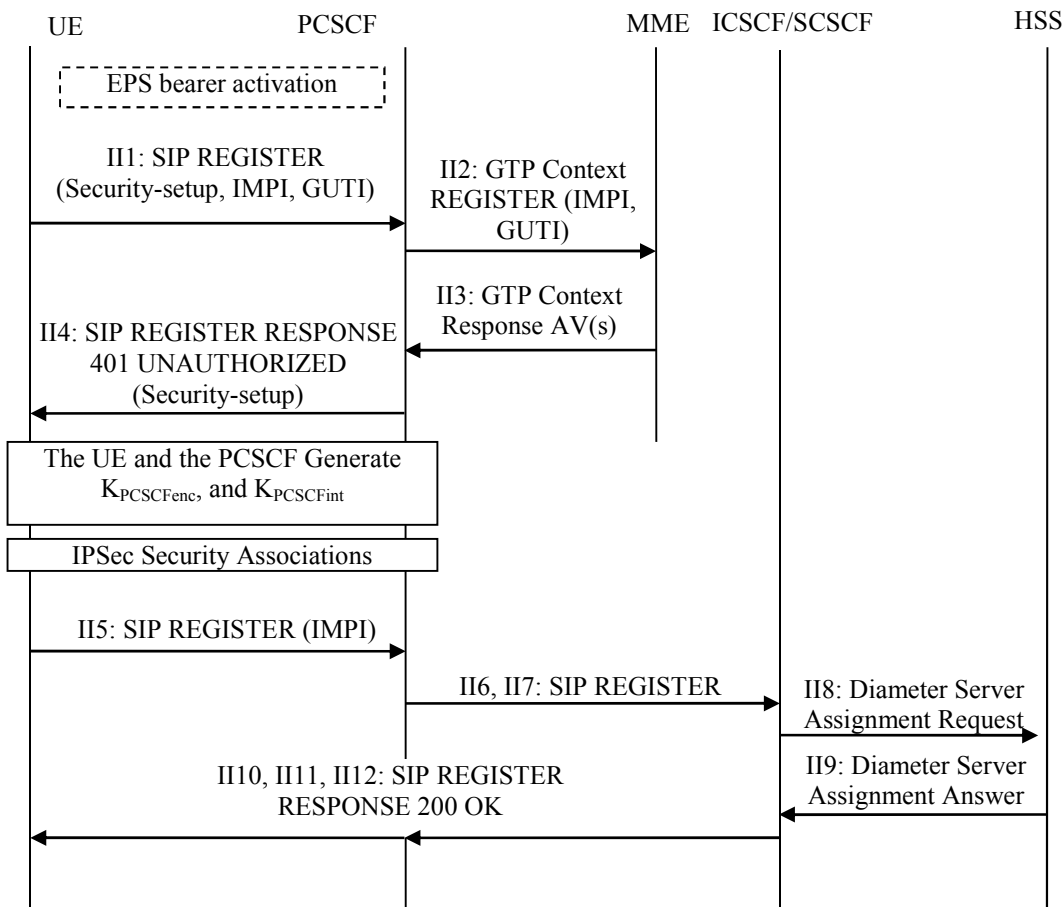 UE
PCSCF
MME
ICSCF/SCSCF
HSS
EPS bearer activation
II1: SIP REGISTER
(Security-setup, IMPI, GUTI)
II2: GTP Context
REGISTER (IMPI,
GUTI)
II3: GTP Context
Response AV(s)
II4: SIP REGISTER RESPONSE
401 UNAUTHORIZED
(Security-setup)
The UE and the PCSCF Generate
KPCSCFenc, and KPCSCFint
IPSec Security Associations
II5: SIP REGISTER (IMPI)
II6, II7: SIP REGISTER
II8: Diameter Server
Assignment Request
II9: Diameter Server
Assignment Answer
II10, II11, II12: SIP REGISTER
RESPONSE 200 OK